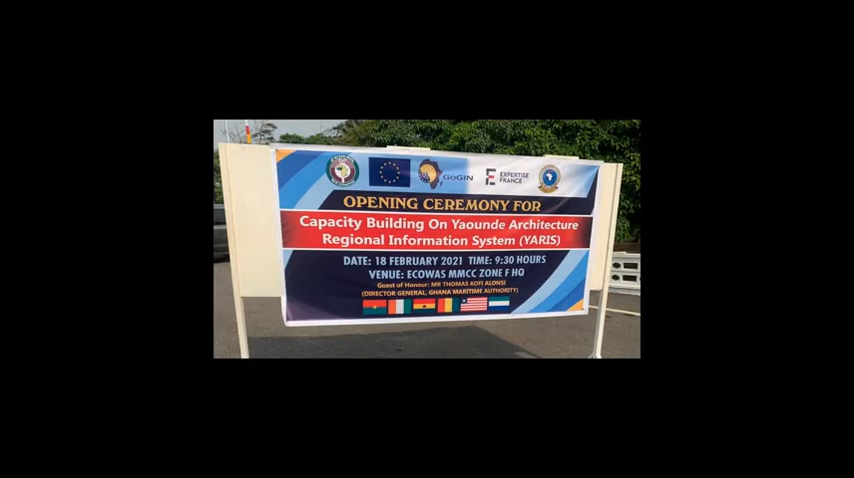 GoGIN
EXPERTISE
FRANCE
OPENING CEREMONY FOR
Capacity Building On Yaounde Architecture
Regional Information System (YARIS)
DATE: 18 FEBRUARY 2021 TIME: 9:30 HOURS
VENUE: ECOWAS MMCC ZONE F HQ
Guest of Honour: MR THOMAS KOFI ALONSI
(DIRECTOR GENERAL, GHANA MARITIME AUTHORITY)